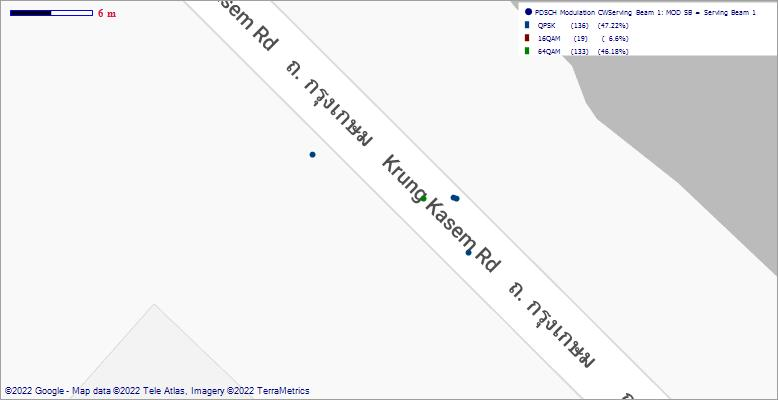 6 m
PDSCH Modulation CWServing Beam 1: MOD SB = Serving Beam 1
QPSK (136) (47.22%)
16QAM (19) ( 6.6%)
64QAM (133) (46.18%)
sem Rd
ถ. กรุงเกษม
Krung Kasem Rd
ถ. กรุงเกษม
©2022 Google - Map data ©2022 Tele Atlas, Imagery ©2022 TerraMetrics